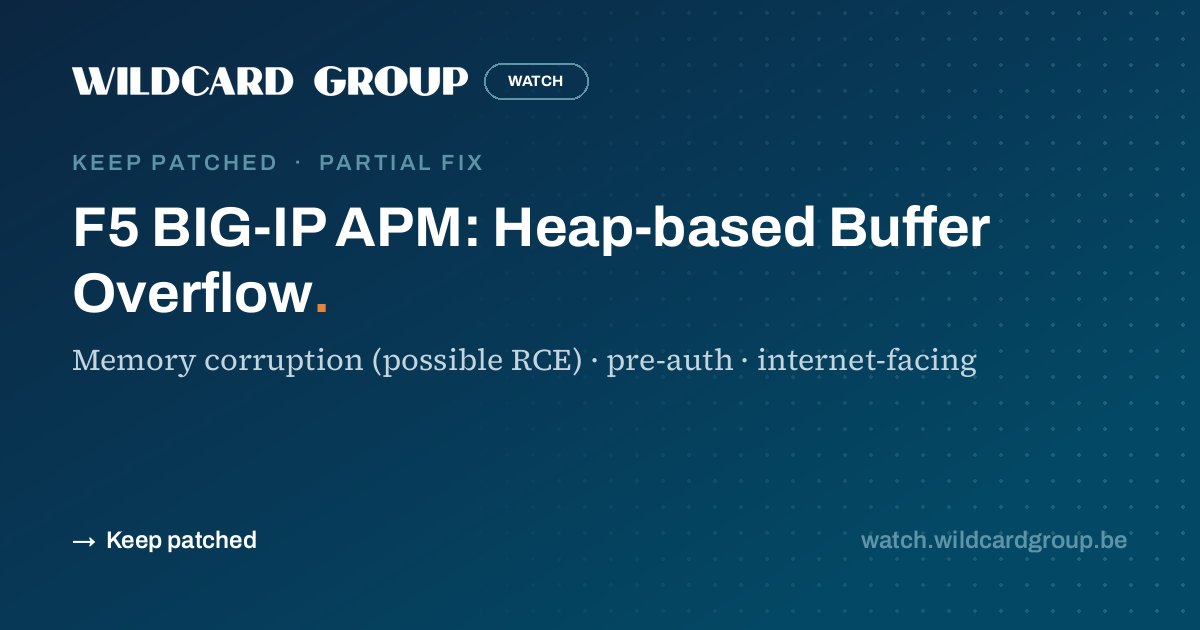 WILDCARD GROUP WATCH
KEEP PATCHED · PARTIAL FIX
F5 BIG-IP APM: Heap-based Buffer
Overflow.
Memory corruption (possible RCE) · pre-auth · internet-facing
→ Keep patched
watch.wildcardgroup.be